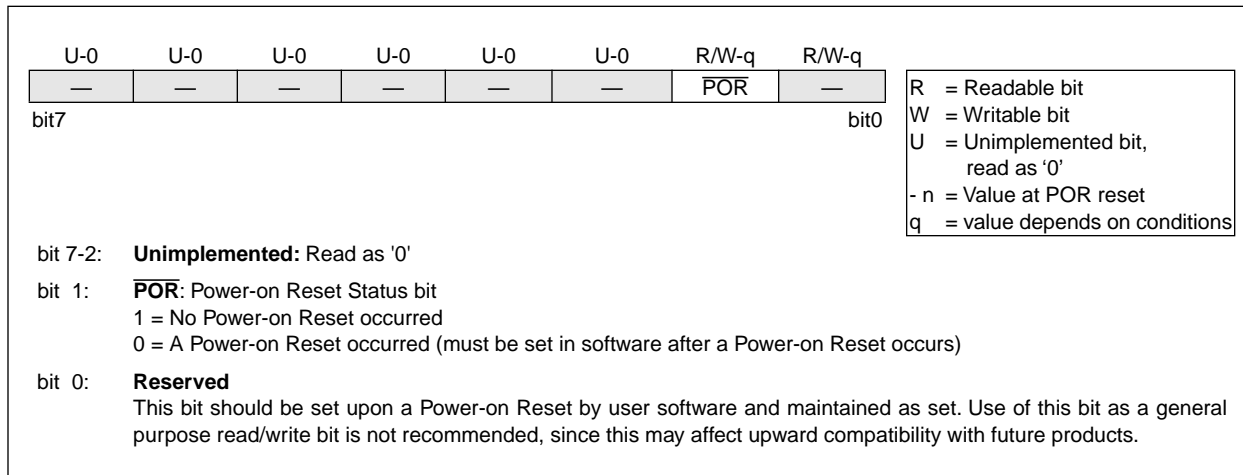 U-0 U-0 U-0 U-0 U-0 U-0 R/W-q R/W-q
— — — — — — POR —
bit7 bit0
R = Readable bit
W = Writable bit
U = Unimplemented bit,
read as ‘0’
- n = Value at POR reset
q = value depends on conditions
bit 7-2: Unimplemented: Read as '0'
bit 1: POR: Power-on Reset Status bit
1 = No Power-on Reset occurred
0 = A Power-on Reset occurred (must be set in software after a Power-on Reset occurs)
bit 0: Reserved
This bit should be set upon a Power-on Reset by user software and maintained as set. Use of this bit as a general
purpose read/write bit is not recommended, since this may affect upward compatibility with future products.